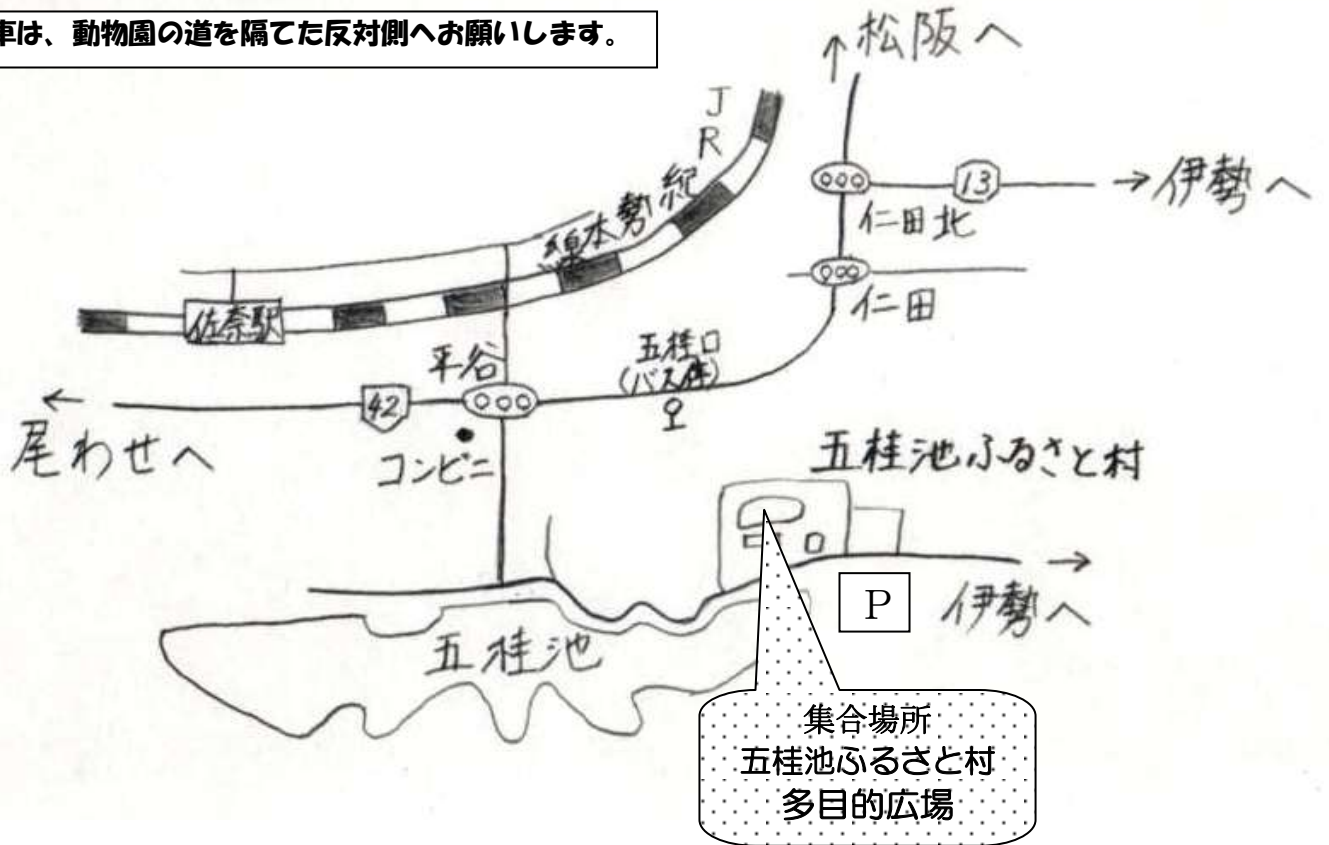 車は、動物園の道を隔てた反対側へお願いします。
↑松阪へ
JR
紀勢本線
13
→伊勢へ
仁田北
仁田
佐奈駅
平谷
五桂口
(バス停)
42
←
尾わせへ
コンビニ
五桂池ふるさと村
P
→
伊勢へ
五桂池
集合場所
五桂池ふるさと村
多目的広場